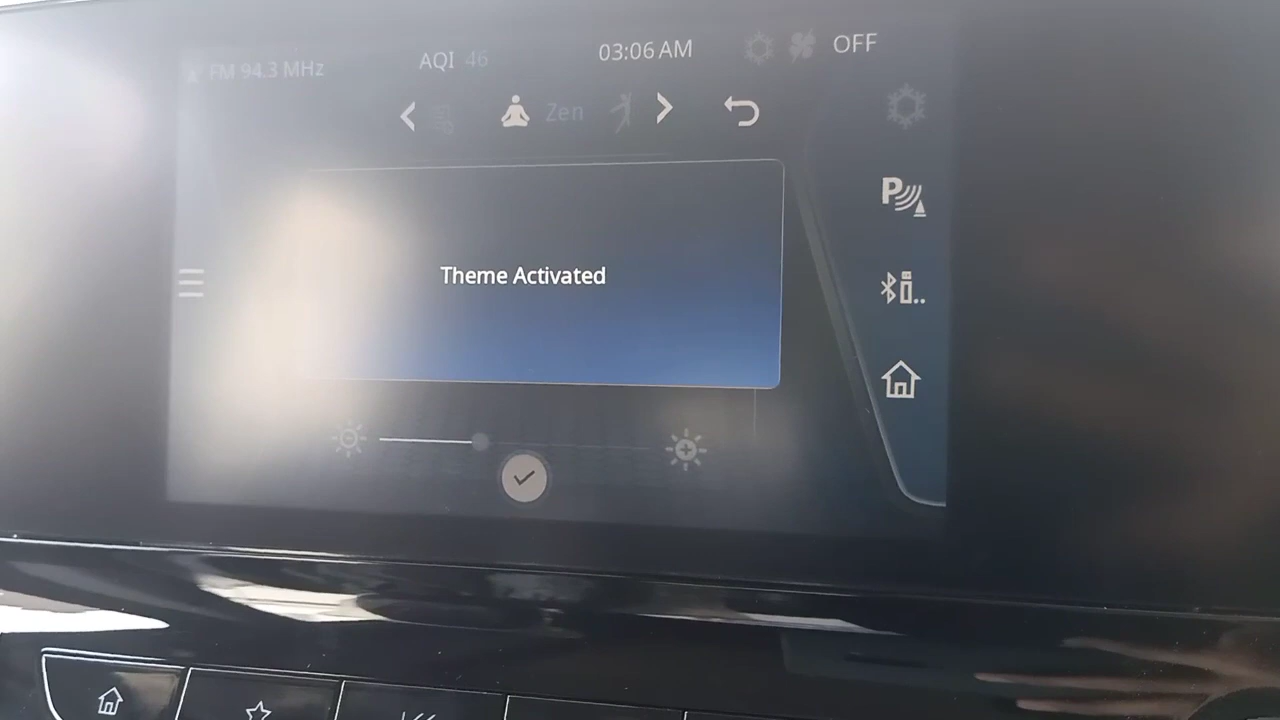 FM 94.3 MHz
AQI 46
03:06 AM
OFF
Zen
P
Theme Activated